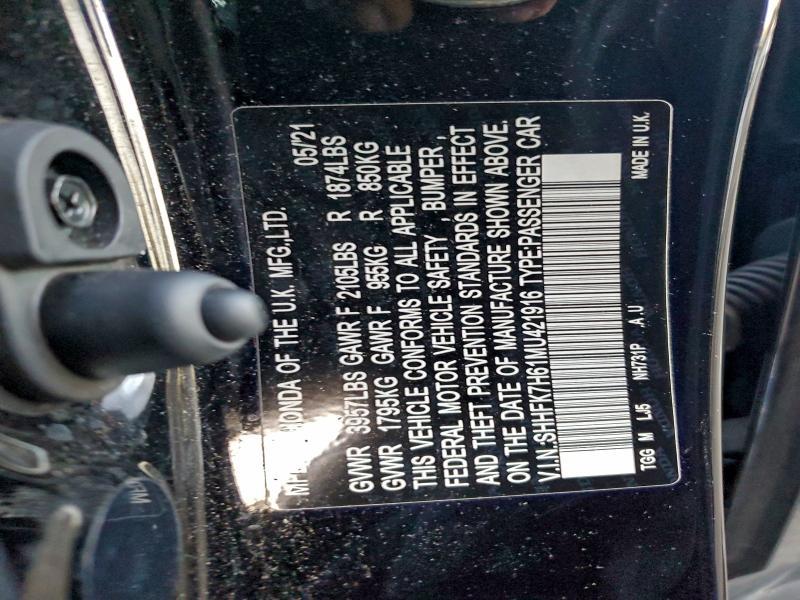 HONDA OF THE U.K. MFG.,LTD. 05/21
GVWR 3957LBS GAWR F 2105LBS R 1874LBS
GVWR 1795KG GAWR F 955KG R 850KG
THIS VEHICLE CONFORMS TO ALL APPLICABLE
FEDERAL MOTOR VEHICLE SAFETY , BUMPER ,
AND THEFT PREVENTION STANDARDS IN EFFECT
ON THE DATE OF MANUFACTURE SHOWN ABOVE.
V.I.N.:SHHFK7H61MU421916 TYPE:PASSENGER CAR
TGG M LJ5 NH731P A U MADE IN U.K.